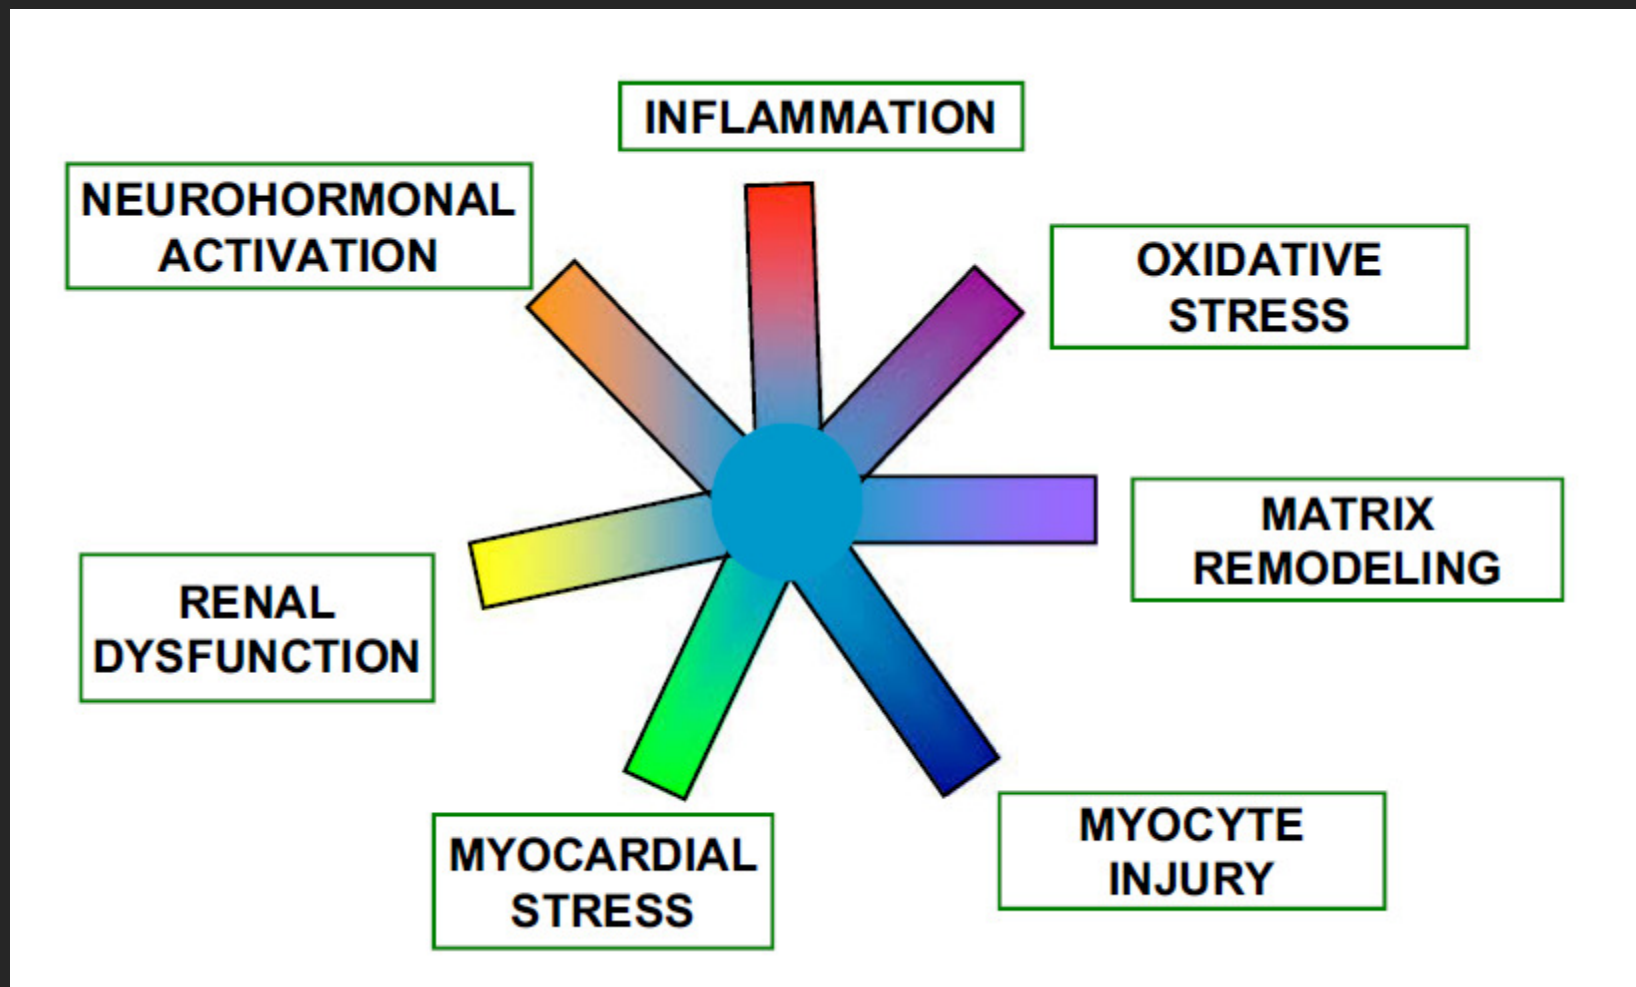 INFLAMMATION
NEUROHORMONAL
ACTIVATION
OXIDATIVE
STRESS
MATRIX
REMODELING
RENAL
DYSFUNCTION
MYOCARDIAL
STRESS
MYOCYTE
INJURY